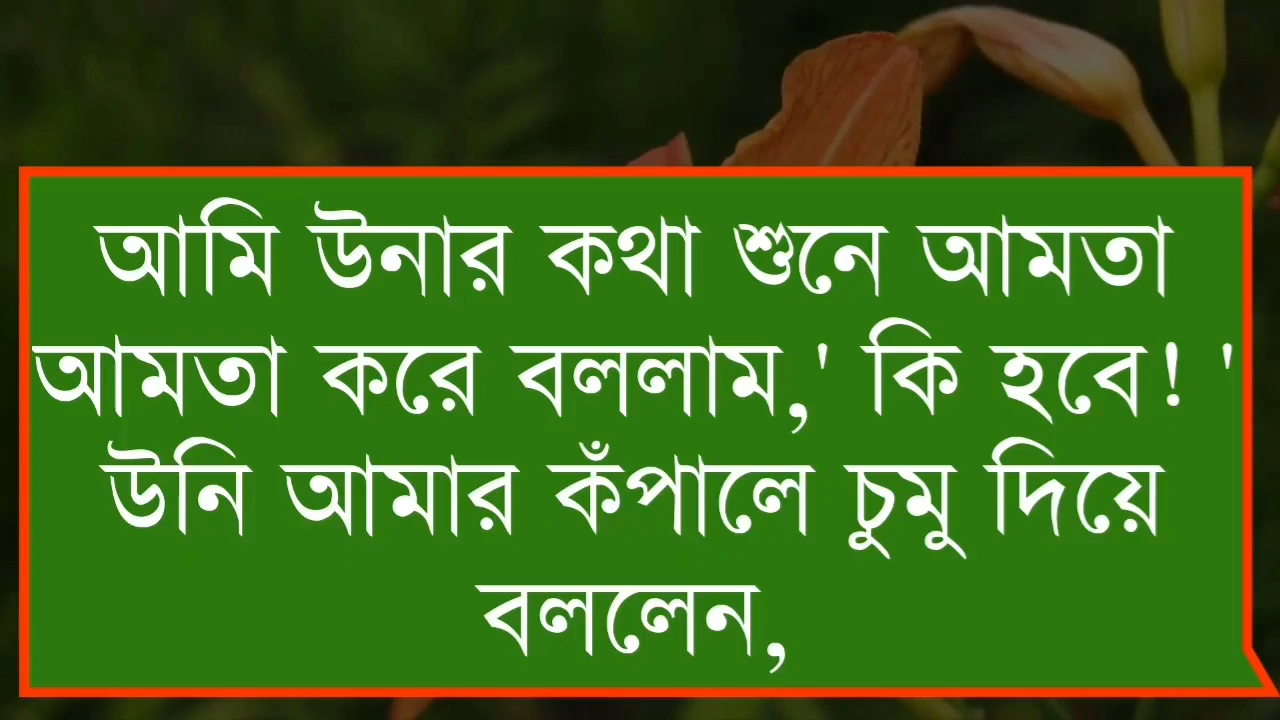 আমি উনার কথা শুনে আমতা
আমতা করে বললাম,' কি হবে! '
উনি আমার কঁপালে চুমু দিয়ে
বললেন,